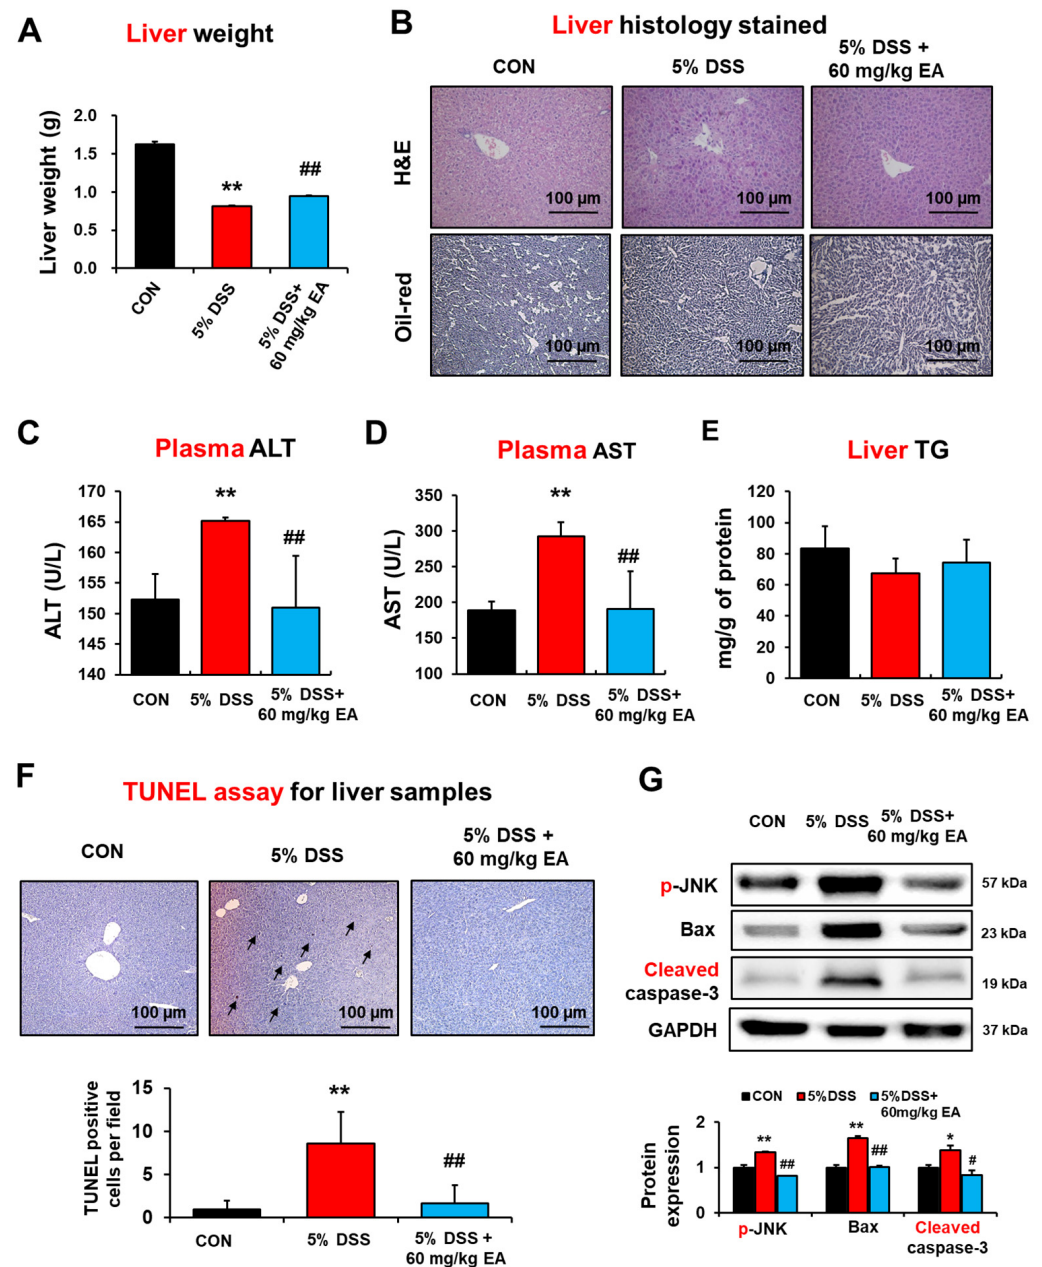 A
Liver weight
Liver weight (g)
2.0
1.5
1.0
0.5
0.0
**
##
CON
5% DSS
5% DSS+
60 mg/kg EA
B
Liver histology stained
CON
5% DSS
5% DSS +
60 mg/kg EA
H&E
100 µm
100 µm
100 µm
Oil-red
100 µm
100 µm
100 µm
C
Plasma ALT
ALT (U/L)
170
165
160
155
150
145
140
**
##
CON
5% DSS
5% DSS+
60 mg/kg EA
D
Plasma AST
AST (U/L)
350
300
250
200
150
100
**
##
CON
5% DSS
5% DSS+
60 mg/kg EA
E
Liver TG
mg/g of protein
120
100
80
60
40
20
0
CON
5% DSS
5% DSS+
60 mg/kg EA
F
TUNEL assay for liver samples
CON
5% DSS
5% DSS +
60 mg/kg EA
100 µm
100 µm
100 µm
TUNEL positive
cells per field
15
10
5
0
**
##
CON
5% DSS
5% DSS +
60 mg/kg EA
G
CON
5% DSS
5% DSS+
60 mg/kg EA
p-JNK
57 kDa
Bax
23 kDa
Cleaved
caspase-3
19 kDa
GAPDH
37 kDa
CON
5%DSS
5%DSS+
60mg/kg EA
Protein
expression
2
1
0
**
##
**
##
*
#
p-JNK
Bax
Cleaved
caspase-3